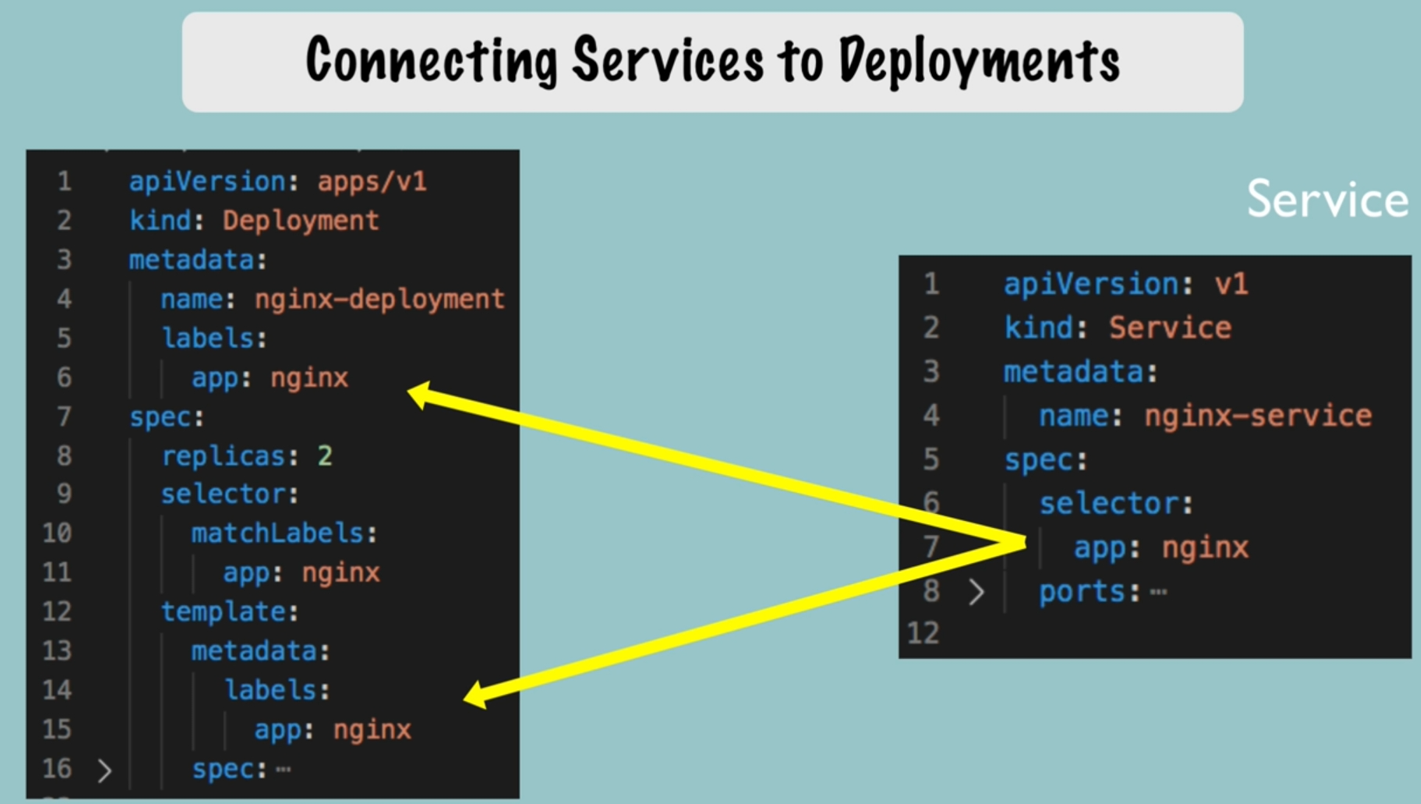 Connecting Services to Deployments
1 apiVersion: apps/v1
2 kind: Deployment
3 metadata:
4 name: nginx-deployment
5 labels:
6 app: nginx
7 spec:
8 replicas: 2
9 selector:
10 matchLabels:
11 app: nginx
12 template:
13 metadata:
14 labels:
15 app: nginx
16 > spec:⋯
Service
1 apiVersion: v1
2 kind: Service
3 metadata:
4 name: nginx-service
5 spec:
6 selector:
7 app: nginx
8 > ports:⋯
12